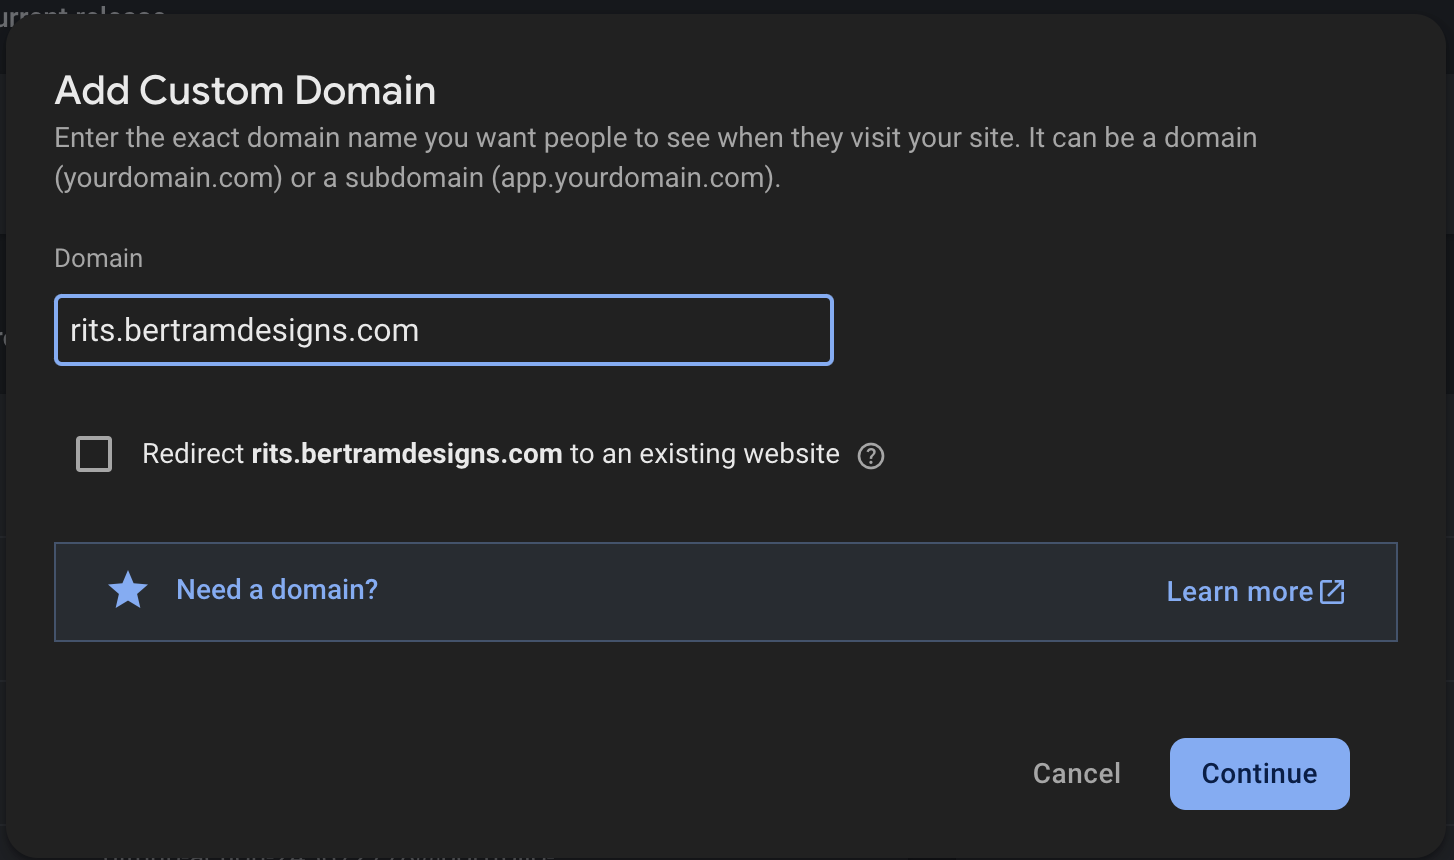 Add Custom Domain
Enter the exact domain name you want people to see when they visit your site. It can be a domain
(yourdomain.com) or a subdomain (app.yourdomain.com).
Domain
rits.bertramdesigns.com
Redirect rits.bertramdesigns.com to an existing website
Need a domain?
Learn more
Cancel
Continue